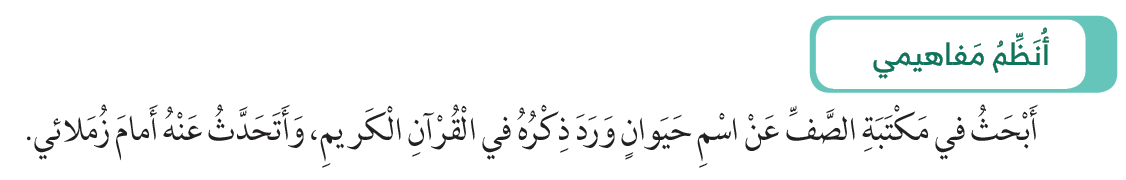 أُنَظِّمُ مَفاهيمي
أَبْحَثُ في مَكْتَبَةِ الصَّفِّ عَنْ اسْمِ حَيَوانٍ وَرَدَ ذِكْرُهُ في الْقُرْآنِ الْكَريمِ، وَأَتَحَدَّثُ عَنْهُ أَمامَ زُمَلائي.